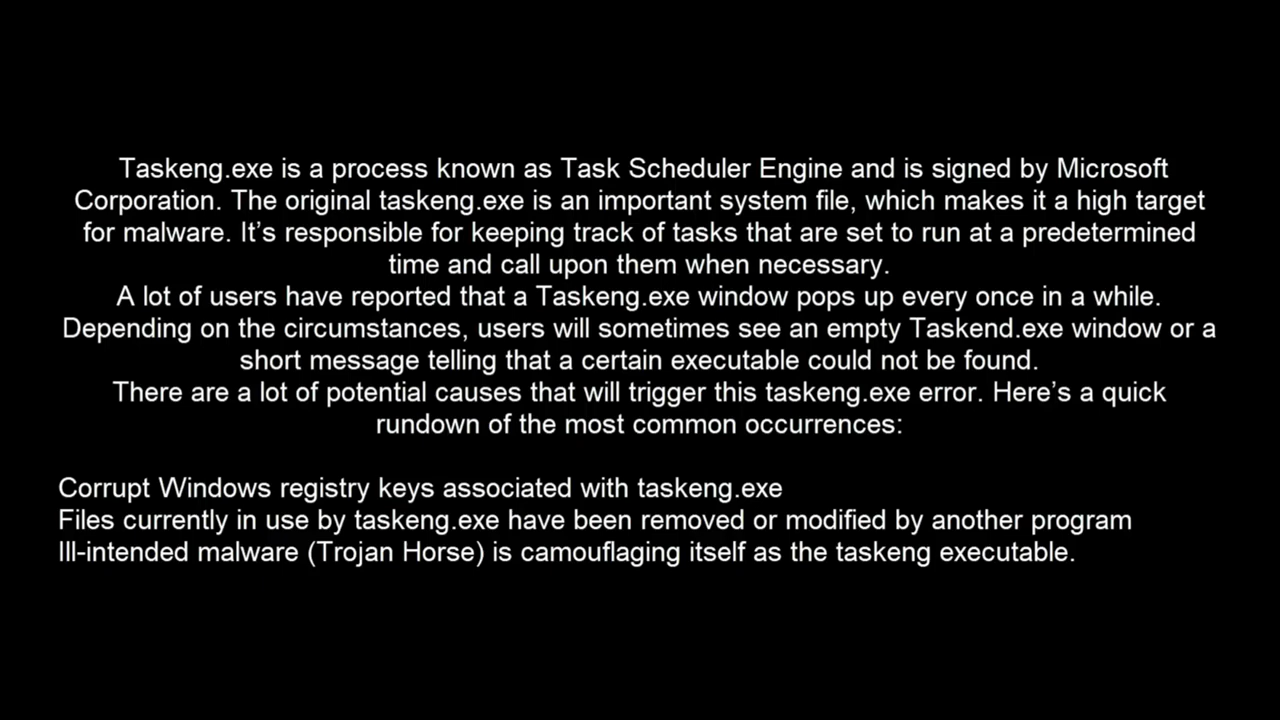 Taskeng.exe is a process known as Task Scheduler Engine and is signed by Microsoft
Corporation. The original taskeng.exe is an important system file, which makes it a high target
for malware. It’s responsible for keeping track of tasks that are set to run at a predetermined
time and call upon them when necessary.
A lot of users have reported that a Taskeng.exe window pops up every once in a while.
Depending on the circumstances, users will sometimes see an empty Taskend.exe window or a
short message telling that a certain executable could not be found.
There are a lot of potential causes that will trigger this taskeng.exe error. Here’s a quick
rundown of the most common occurrences:
Corrupt Windows registry keys associated with taskeng.exe
Files currently in use by taskeng.exe have been removed or modified by another program
Ill-intended malware (Trojan Horse) is camouflaging itself as the taskeng executable.